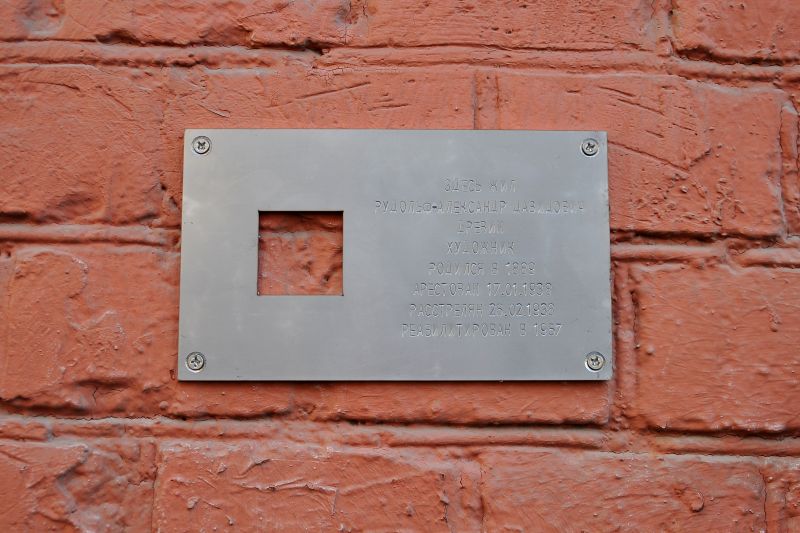 ЗДЕСЬ ЖИЛ
РУДОЛЬФ-АЛЕКСАНДР ДАВИДОВИЧ
ДРЕВИН
ХУДОЖНИК
РОДИЛСЯ В 1889
АРЕСТОВАН 17.01.1938
РАССТРЕЛЯН 26.02.1938
РЕАБИЛИТИРОВАН В 1957